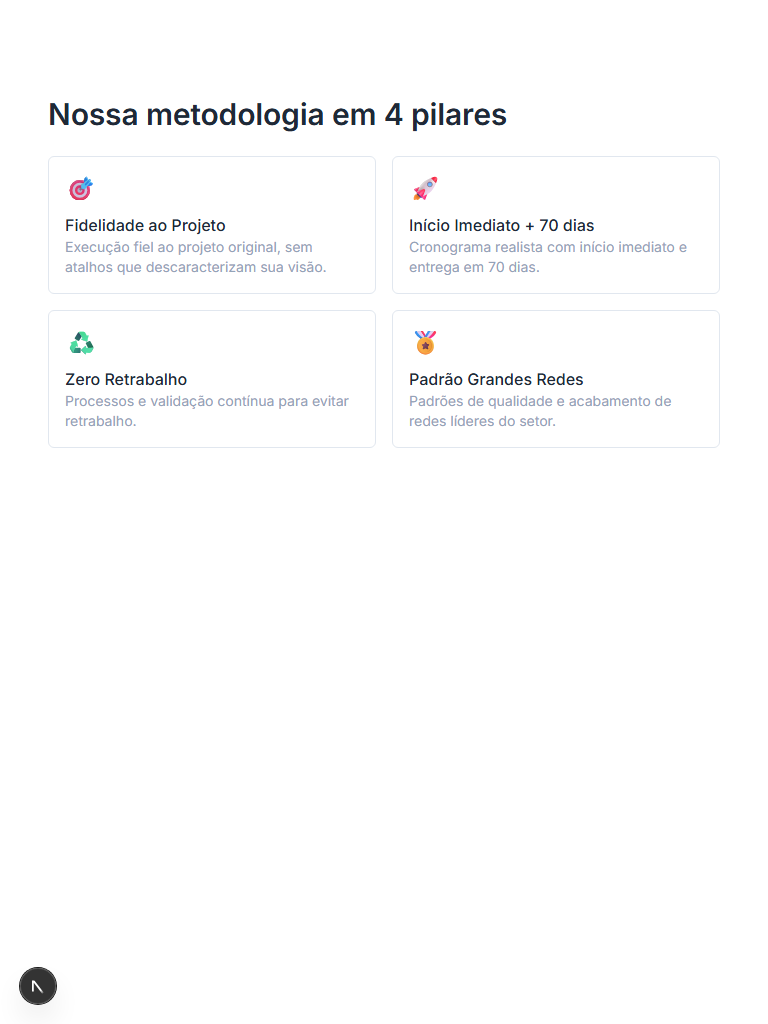 Nossa metodologia em 4 pilares
Fidelidade ao Projeto
Execução fiel ao projeto original, sem
atalhos que descaracterizam sua visão.
Início Imediato + 70 dias
Cronograma realista com início imediato e
entrega em 70 dias.
Zero Retrabalho
Processos e validação contínua para evitar
retrabalho.
Padrão Grandes Redes
Padrões de qualidade e acabamento de
redes líderes do setor.